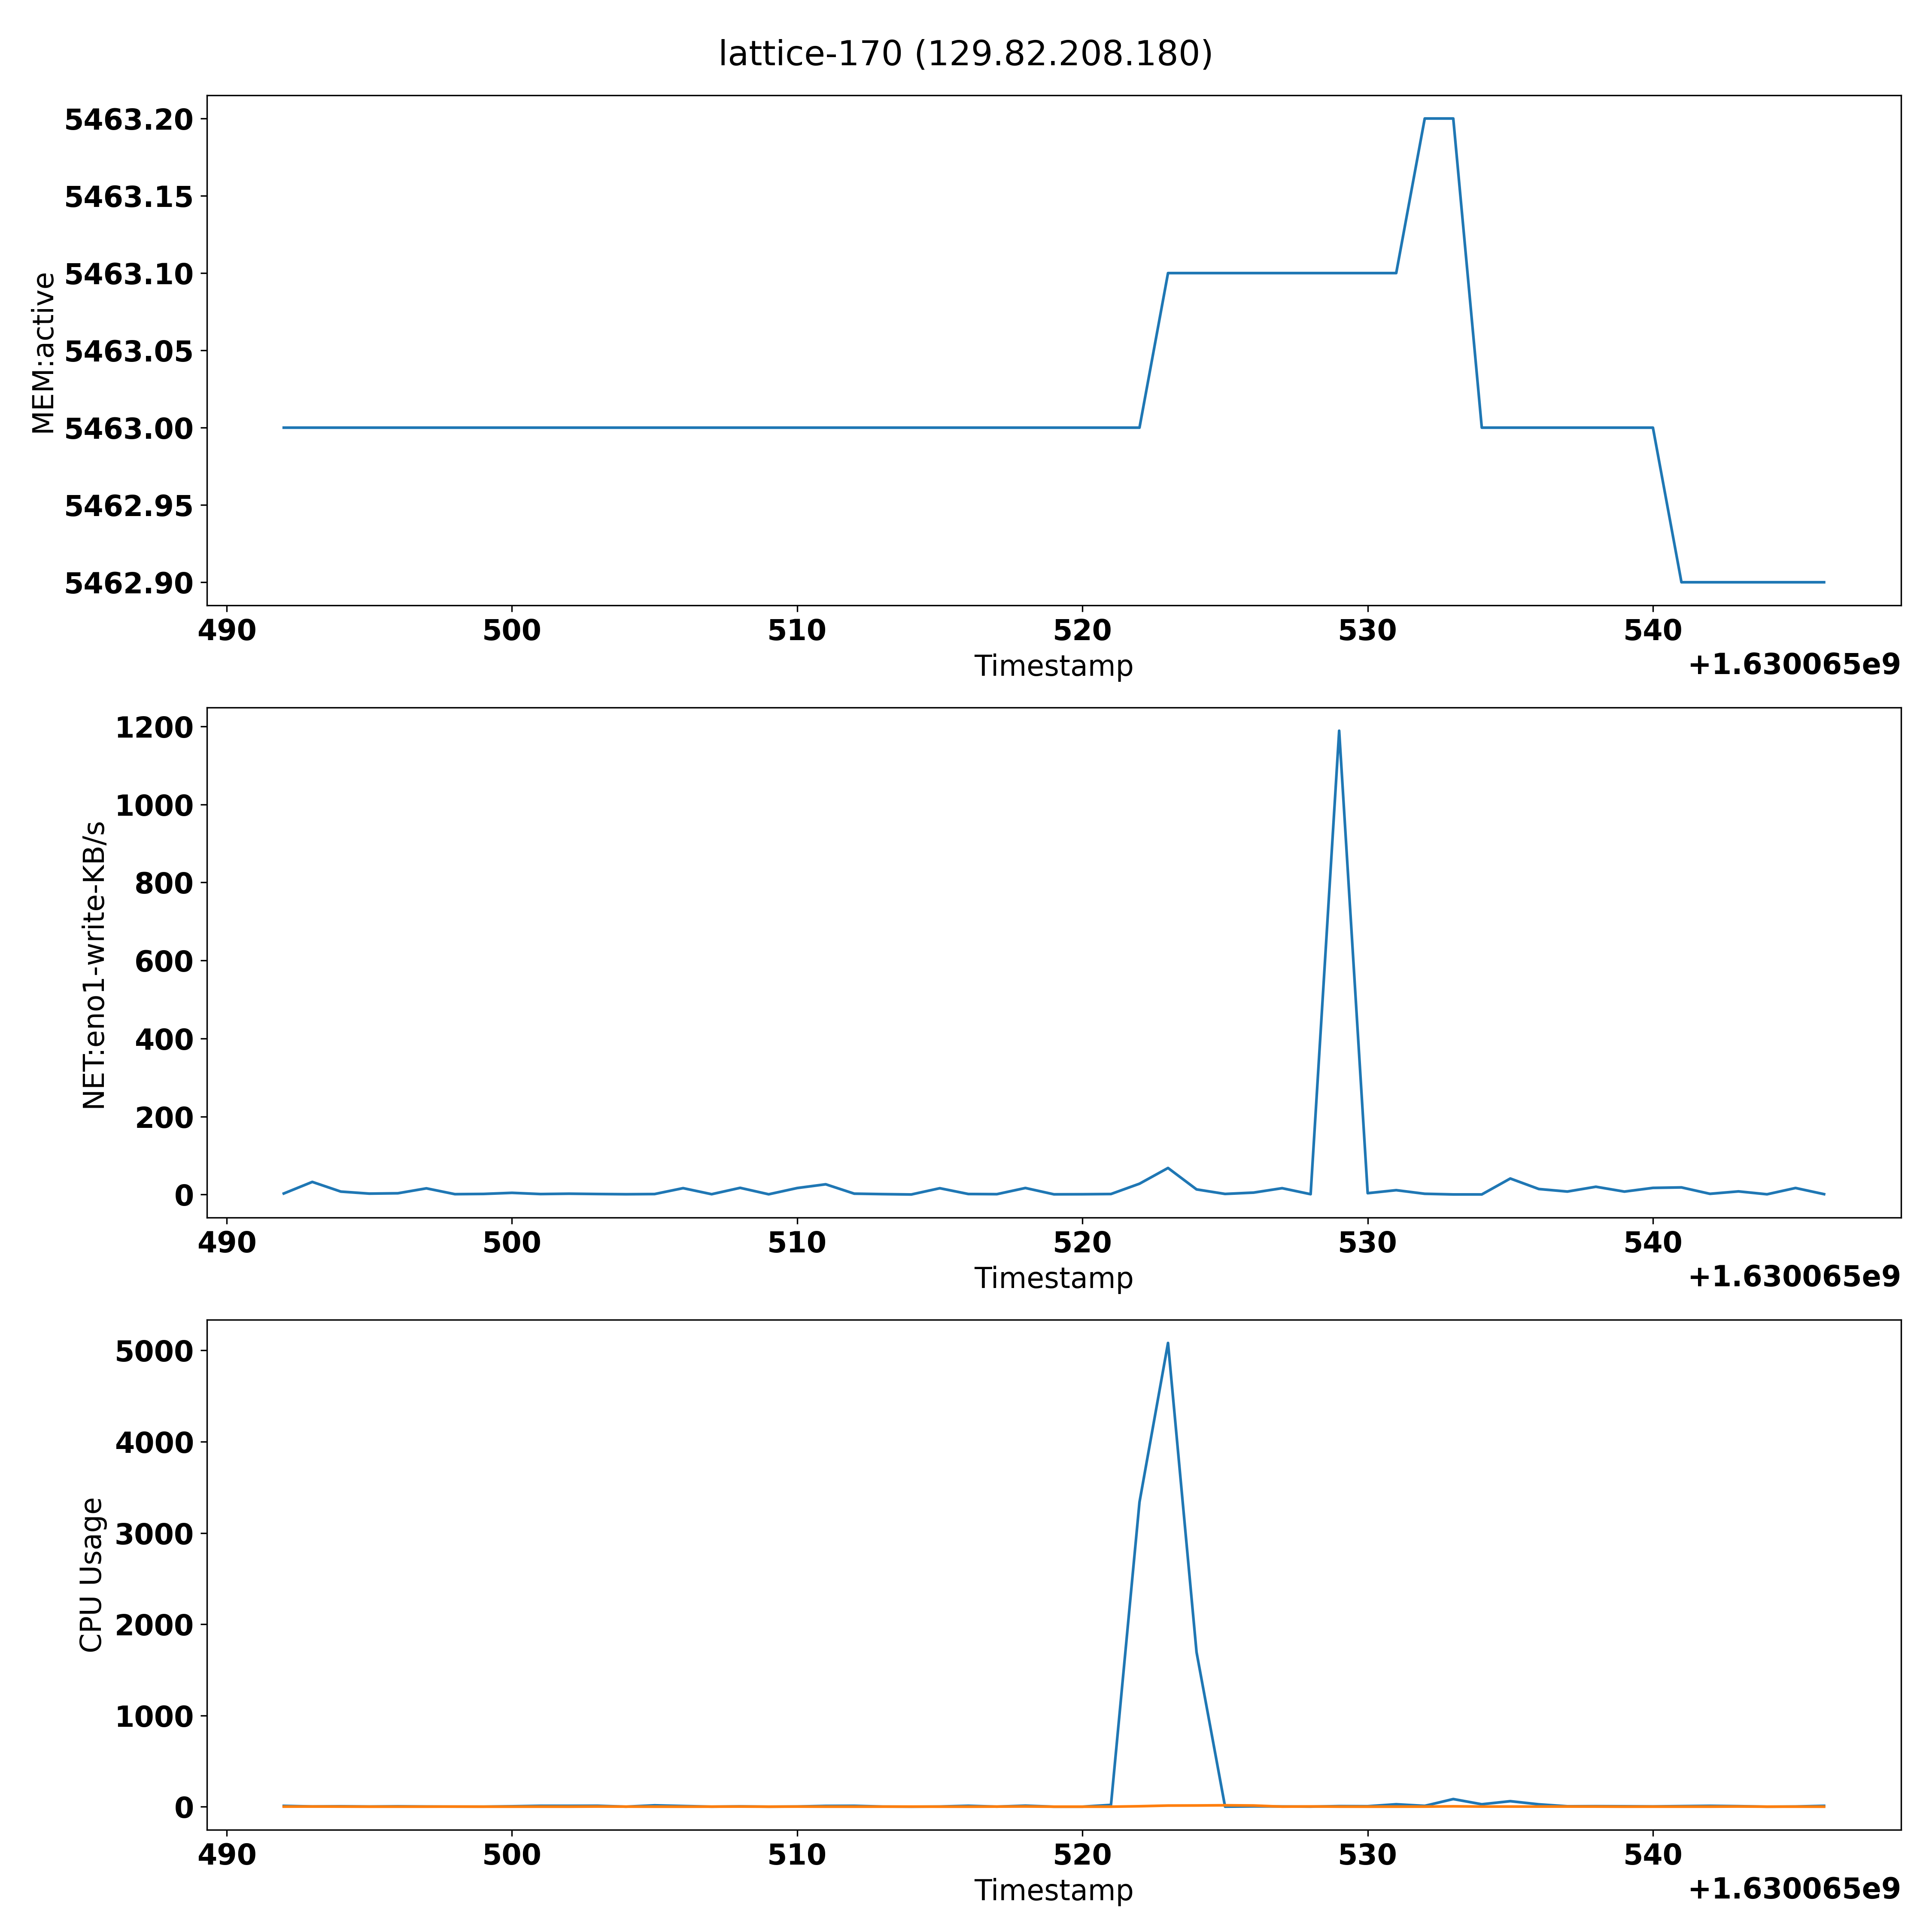 lattice-170 (129.82.208.180)
5463.20
5463.15
5463.10
5463.05
5463.00
5462.95
5462.90
MEM:active
490 500 510 520 530 540
Timestamp
+1.630065e9
1200
1000
800
600
400
200
0
NET:eno1-write-KB/s
490 500 510 520 530 540
Timestamp
+1.630065e9
5000
4000
3000
2000
1000
0
CPU Usage
490 500 510 520 530 540
Timestamp
+1.630065e9